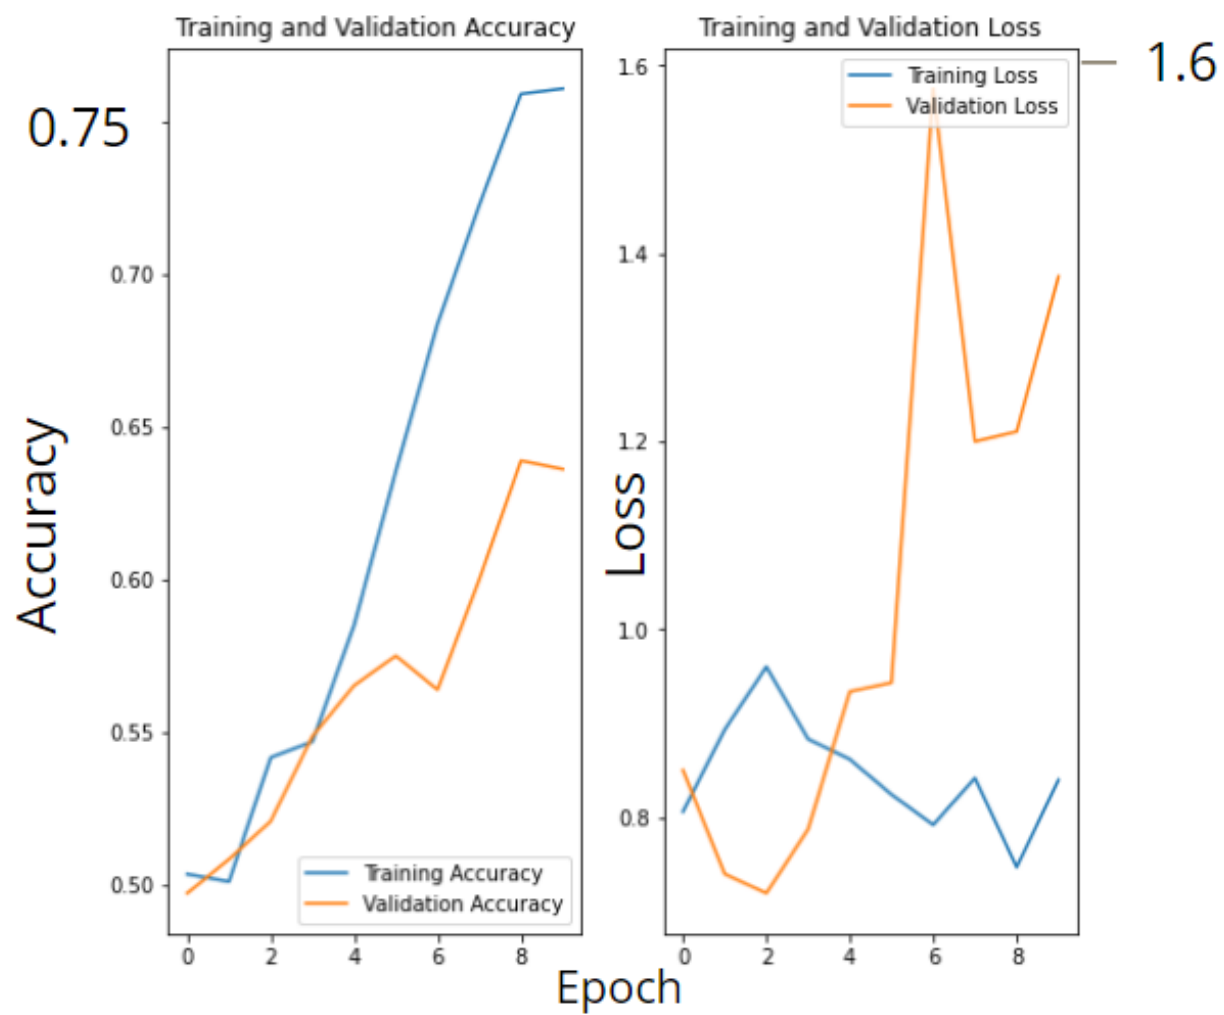 Training and Validation Accuracy
0.75
0.70
0.65
0.60
0.55
0.50
Accuracy
Training Accuracy
Validation Accuracy
0 2 4 6 8
Training and Validation Loss
1.6
1.6
1.4
1.2
1.0
0.8
Loss
Training Loss
Validation Loss
0 2 4 6 8
Epoch